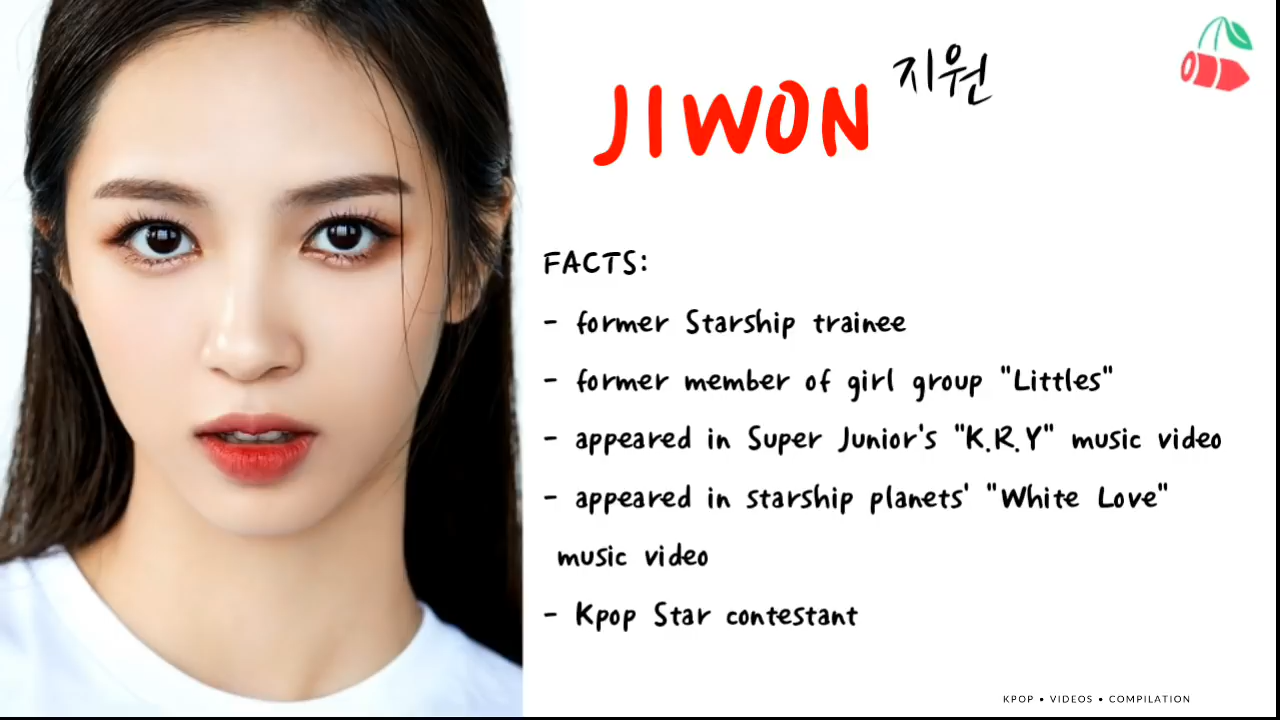 JIWON 지원
FACTS:
- former Starship trainee
- former member of girl group "Littles"
- appeared in Super Junior's "K.R.Y" music video
- appeared in starship planets' "White Love"
music video
- Kpop Star contestant
KPOP • VIDEOS • COMPILATION